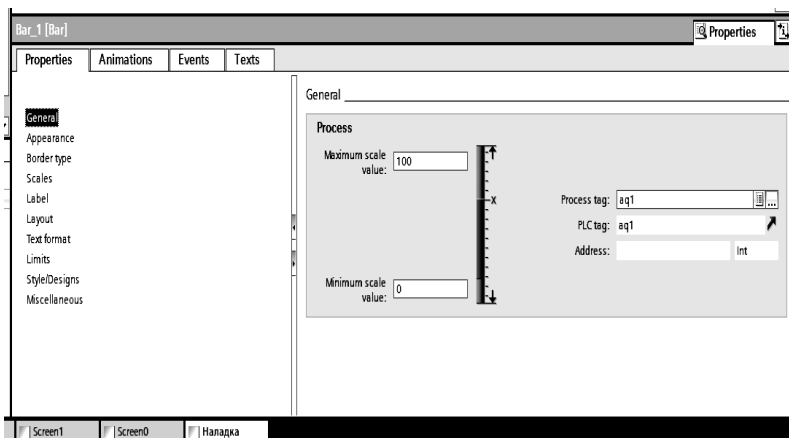 Bar_1 [Bar]
Properties
Properties Animations Events Texts
General
Appearance
Border type
Scales
Label
Layout
Text format
Limits
Style/Designs
Miscellaneous
General
Process
Maximum scale value: 100
X
Minimum scale value: 0
Process tag: aq1 ...
PLC tag: aq1
Address: Int
Screen1 Screen0 Наладка